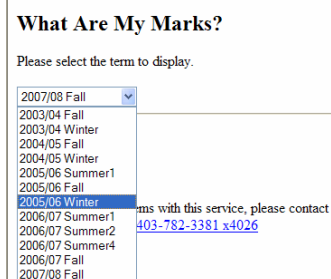 What Are My Marks?
Please select the term to display.
2007/08 Fall
2003/04 Fall
2003/04 Winter
2004/05 Fall
2004/05 Winter
2005/06 Summer1
2005/06 Fall
2005/06 Winter
2006/07 Summer1
2006/07 Summer2
2006/07 Summer4
2006/07 Fall
2007/08 Fall
ms with this service, please contact
403-782-3381 x4026